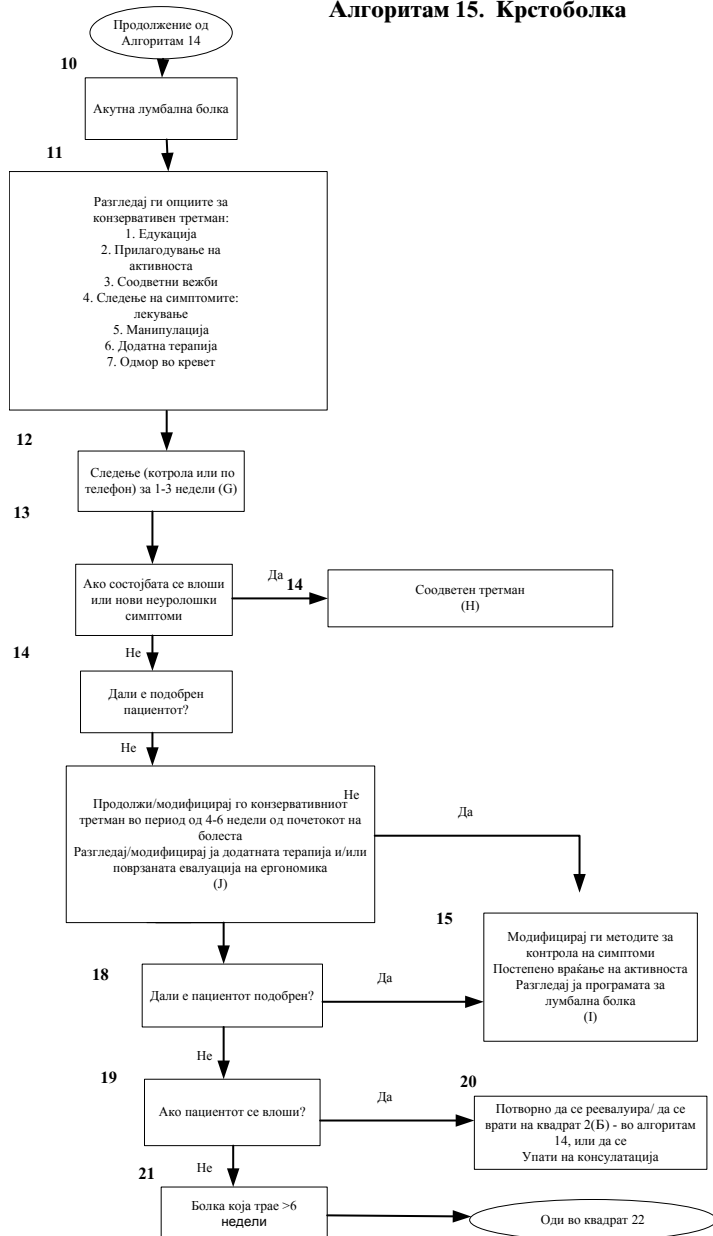 Алгоритам 15. Крстоболка
Продолжение од
Алгоритам 14
10
Акутна лумбална болка
11
Разгледај ги опциите за
конзервативен третман:
1. Едукација
2. Прилагодување на
активноста
3. Соодветни вежби
4. Следење на симптомите:
лекување
5. Манипулација
6. Додатна терапија
7. Одмор во кревет
12
Следење (котрола или по
телефон) за 1-3 недели (G)
13
Ако состојбата се влоши
или нови неуролошки
симптоми
Да
14
Соодветен третман
(H)
Не
14
Дали е подобрен
пациентот?
Не
Не
Продолжи/модифицирај го конзервативниот
третман во период од 4-6 недели од почетокот на
болеста
Разгледај/модифицирај ја додатната терапија и/или
поврзаната евалуација на ергономика
(J)
Да
15
Модифицирај ги методите за
контрола на симптоми
Постепено враќање на активноста
Разгледај ја програмата за
лумбална болка
(I)
18
Дали е пациентот подобрен?
Да
Не
19
Ако пациентот се влоши?
Да
20
Потворно да се реевалуира/ да се
врати на квадрат 2(Б) - во алгоритам
14, или да се
Упати на консулатација
Не
21
Болка која трае >6
недели
Оди во квадрат 22